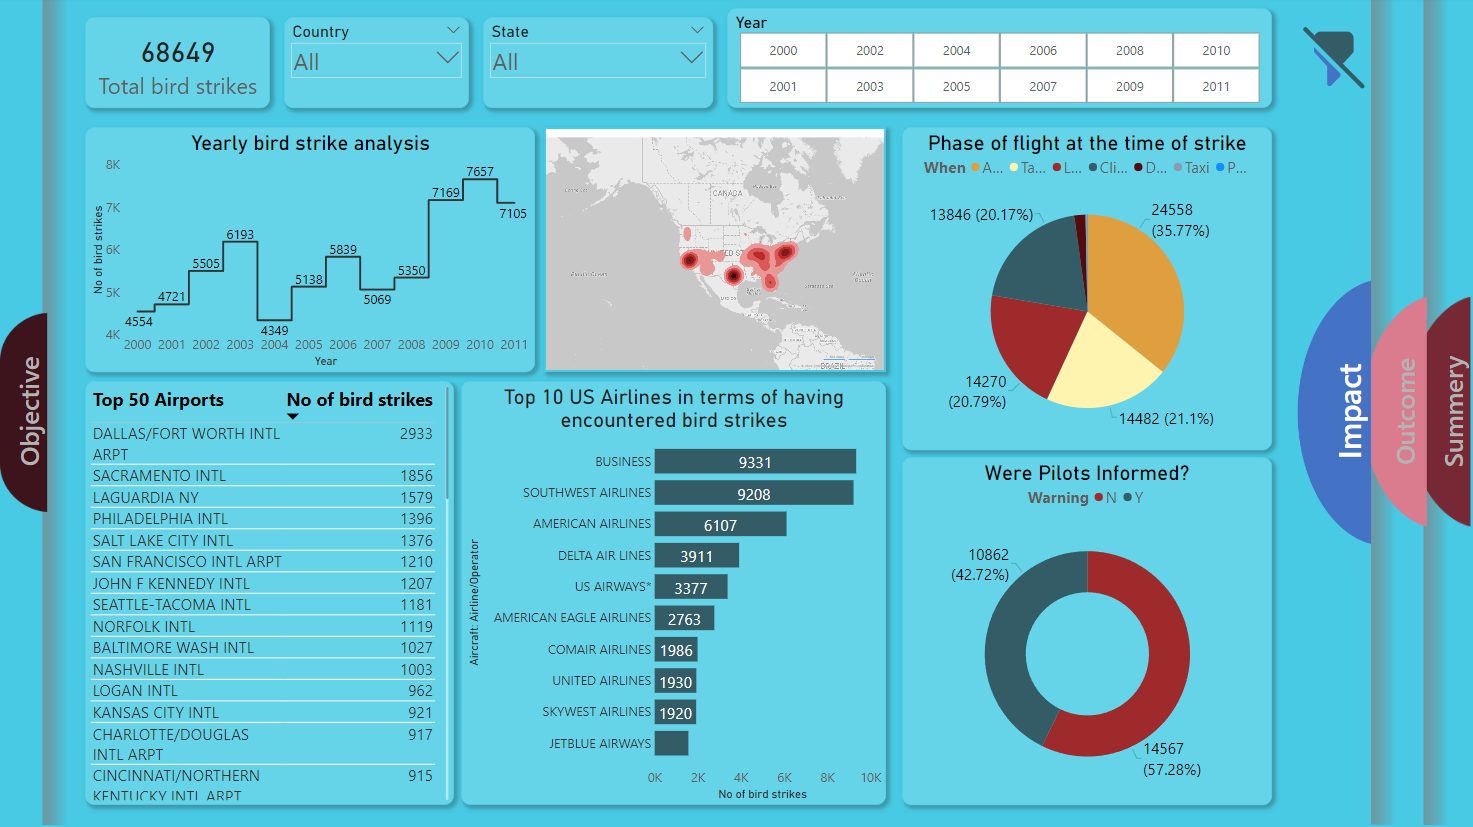 68649
Total bird strikes
Country
All
State
All
Year
2000 2002 2004 2006 2008 2010
2001 2003 2005 2007 2009 2011
Objective
Yearly bird strike analysis
No of bird strikes
8K
7K
6K
5K
4K
4554
4721
5505
6193
4349
5138
5839
5069
5350
7169
7657
7105
2000 2001 2002 2003 2004 2005 2006 2007 2008 2009 2010 2011
Year
CANADA
MEXICO
BRAZIL
Phase of flight at the time of strike
When A... Ta... L... Cli... D... Taxi P...
13846 (20.17%)
24558
(35.77%)
14270
(20.79%)
14482 (21.1%)
Top 50 Airports No of bird strikes
DALLAS/FORT WORTH INTL 2933
ARPT
SACRAMENTO INTL 1856
LAGUARDIA NY 1579
PHILADELPHIA INTL 1396
SALT LAKE CITY INTL 1376
SAN FRANCISCO INTL ARPT 1210
JOHN F KENNEDY INTL 1207
SEATTLE-TACOMA INTL 1181
NORFOLK INTL 1119
BALTIMORE WASH INTL 1027
NASHVILLE INTL 1003
LOGAN INTL 962
KANSAS CITY INTL 921
CHARLOTTE/DOUGLAS 917
INTL ARPT
CINCINNATI/NORTHERN 915
KENTUCKY INTL ARPT
Top 10 US Airlines in terms of having
encountered bird strikes
Aircraft: Airline/Operator
BUSINESS 9331
SOUTHWEST AIRLINES 9208
AMERICAN AIRLINES 6107
DELTA AIR LINES 3911
US AIRWAYS* 3377
AMERICAN EAGLE AIRLINES 2763
COMAIR AIRLINES 1986
UNITED AIRLINES 1930
SKYWEST AIRLINES 1920
JETBLUE AIRWAYS
0K 2K 4K 6K 8K 10K
No of bird strikes
Were Pilots Informed?
Warning N Y
10862
(42.72%)
14567
(57.28%)
Impact
Outcome
Summery